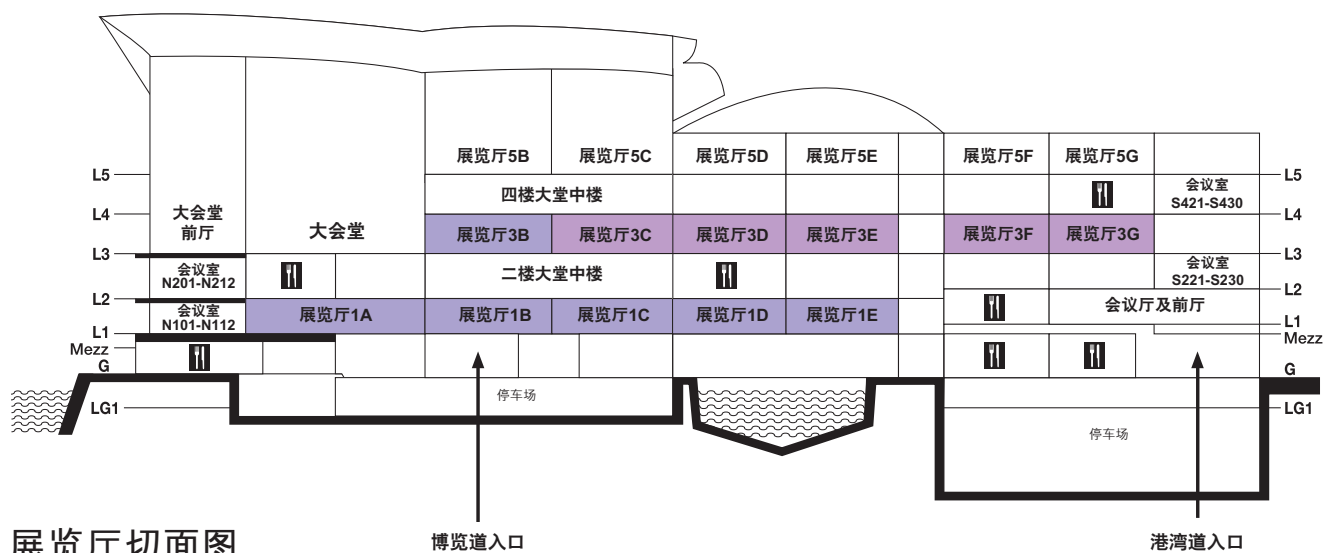 展览厅5B 展览厅5C 展览厅5D 展览厅5E 展览厅5F 展览厅5G
L5 L5
四楼大堂中楼
会议室
S421-S430
L4 L4
大会堂
前厅
大会堂
展览厅3B 展览厅3C 展览厅3D 展览厅3E 展览厅3F 展览厅3G
L3 L3
会议室
N201-N212
二楼大堂中楼
会议室
S221-S230
L2 L2
会议室
N101-N112
展览厅1A 展览厅1B 展览厅1C 展览厅1D 展览厅1E
会议厅及前厅
L1 L1
Mezz Mezz
G G
停车场
LG1 LG1
停车场
展览厅切面图
博览道入口
港湾道入口